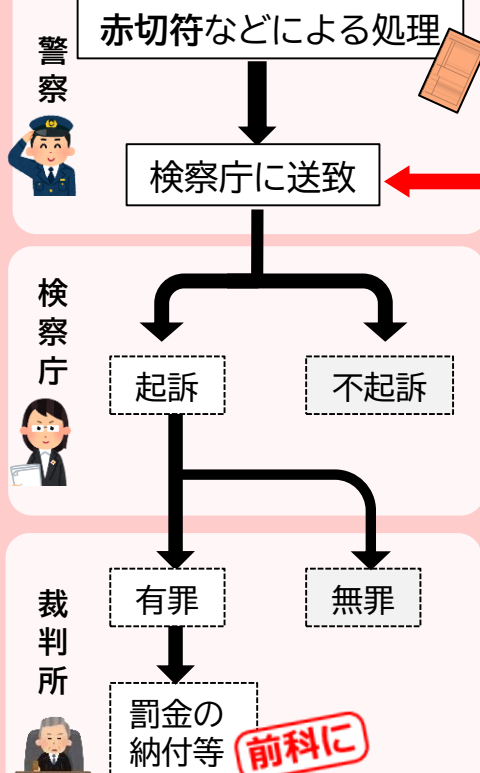 警察
赤切符などによる処理
検察庁に送致
検察庁
起訴
不起訴
裁判所
有罪
無罪
罰金の
納付等
前科に